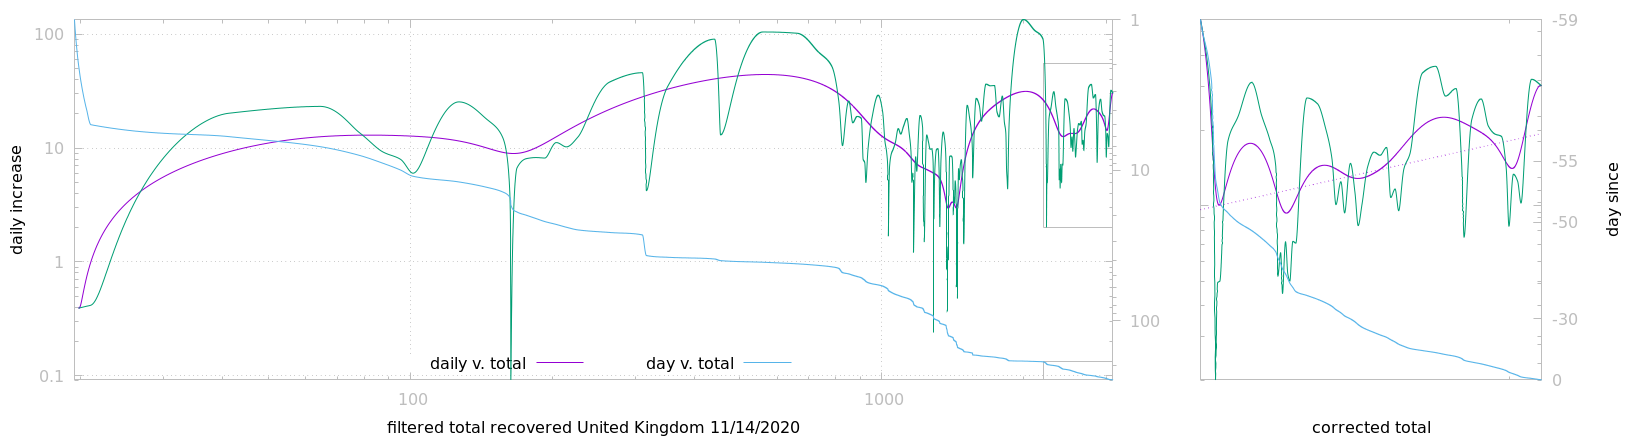 100
10
1
0.1
daily increase
100
1000
filtered total recovered United Kingdom 11/14/2020
daily v. total
day v. total
1
10
100
-59
-55
-50
-30
0
day since
corrected total